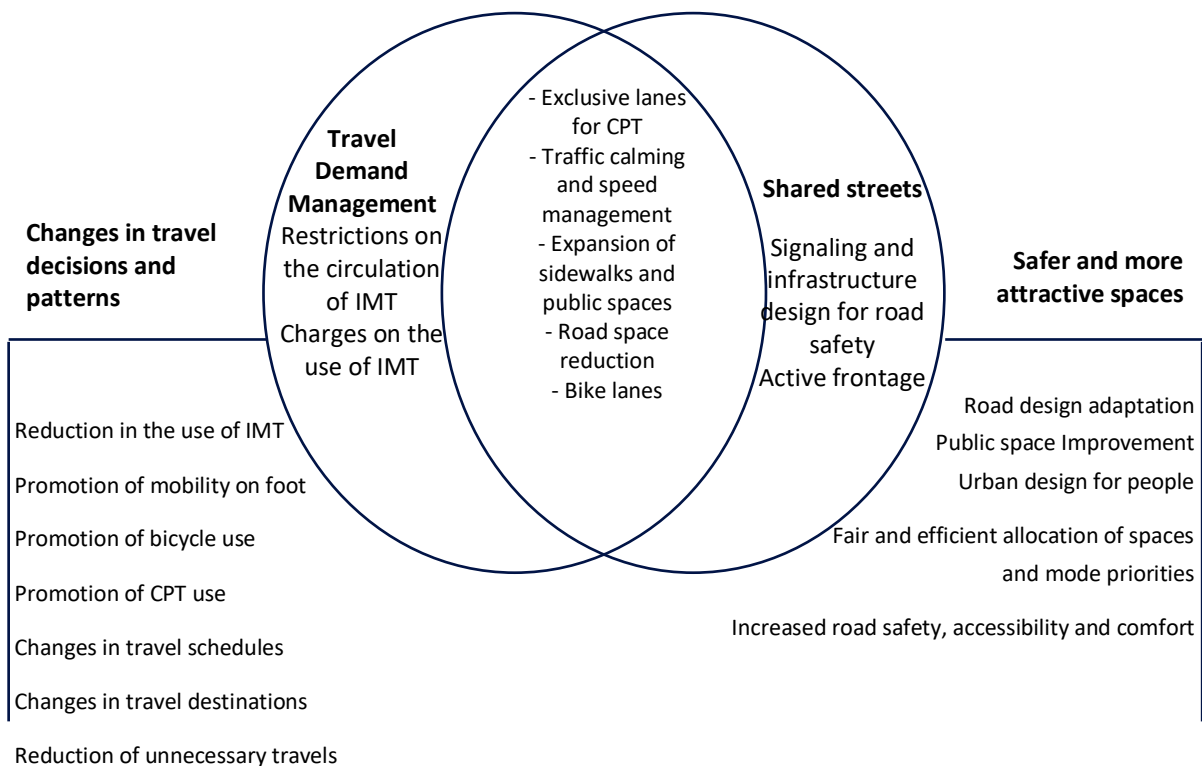 Changes in travel
decisions and
patterns
Reduction in the use of IMT
Promotion of mobility on foot
Promotion of bicycle use
Promotion of CPT use
Changes in travel schedules
Changes in travel destinations
Reduction of unnecessary travels
Travel
Demand
Management
Restrictions on
the circulation
of IMT
Charges on the
use of IMT
- Exclusive lanes
for CPT
- Traffic calming
and speed
management
- Expansion of
sidewalks and
public spaces
- Road space
reduction
- Bike lanes
Shared streets
Signaling and
infrastructure
design for road
safety
Active frontage
Safer and more
attractive spaces
Road design adaptation
Public space Improvement
Urban design for people
Fair and efficient allocation of spaces
and mode priorities
Increased road safety, accessibility and comfort